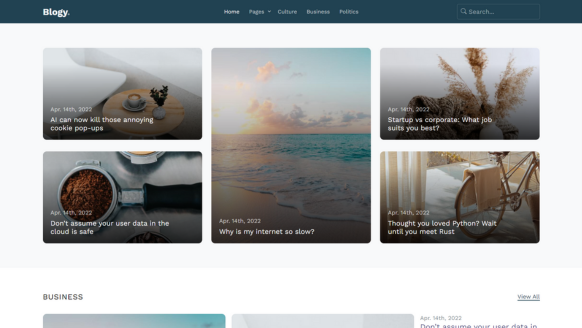 Blogy.
Home Pages Culture Business Politics
Search...
Apr. 14th, 2022
AI can now kill those annoying
cookie pop-ups
Apr. 14th, 2022
Don't assume your user data in the
cloud is safe
Apr. 14th, 2022
Why is my internet so slow?
Apr. 14th, 2022
Startup vs corporate: What job
suits you best?
Apr. 14th, 2022
Thought you loved Python? Wait
until you meet Rust
BUSINESS
View All
Apr. 14th, 2022
Don't assume your user data in